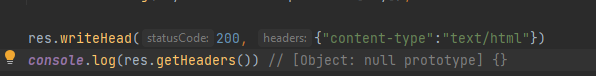 res.writeHead( statusCode: 200, headers: {"content-type":"text/html"})
console.log(res.getHeaders()) // [Object: null prototype] {}